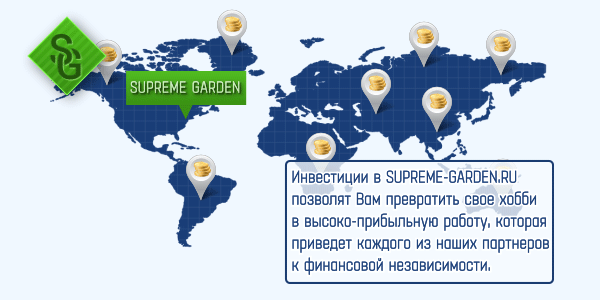 SG
SUPREME GARDEN
Инвестиции в SUPREME-GARDEN.RU
позволят Вам превратить свое хобби
в высоко-прибыльную работу, которая
приведет каждого из наших партнеров
к финансовой независимости.